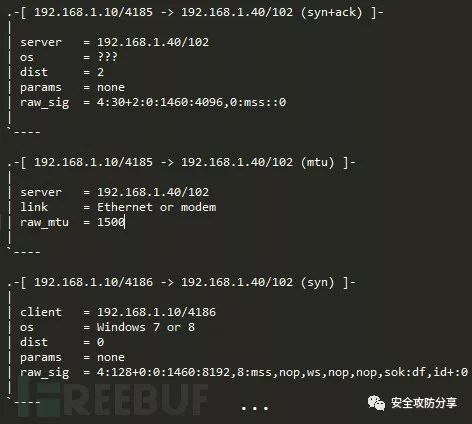 .-[ 192.168.1.10/4185 -> 192.168.1.40/102 (syn+ack) ]-
|
| server   = 192.168.1.40/102
| os       = ???
| dist     = 2
| params   = none
| raw_sig  = 4:30+2:0:1460:4096,0:mss::0
|
`----
.-[ 192.168.1.10/4185 -> 192.168.1.40/102 (mtu) ]-
|
| server   = 192.168.1.40/102
| link     = Ethernet or modem
| raw_mtu  = 1500
|
`----
.-[ 192.168.1.10/4186 -> 192.168.1.40/102 (syn) ]-
|
| client   = 192.168.1.10/4186
| os       = Windows 7 or 8
| dist     = 0
| params   = none
| raw_sig  = 4:128+0:0:1460:8192,8:mss,nop,ws,nop,nop,sok:df,id+:0
|
`----
REEBUF
...
安全攻防分享